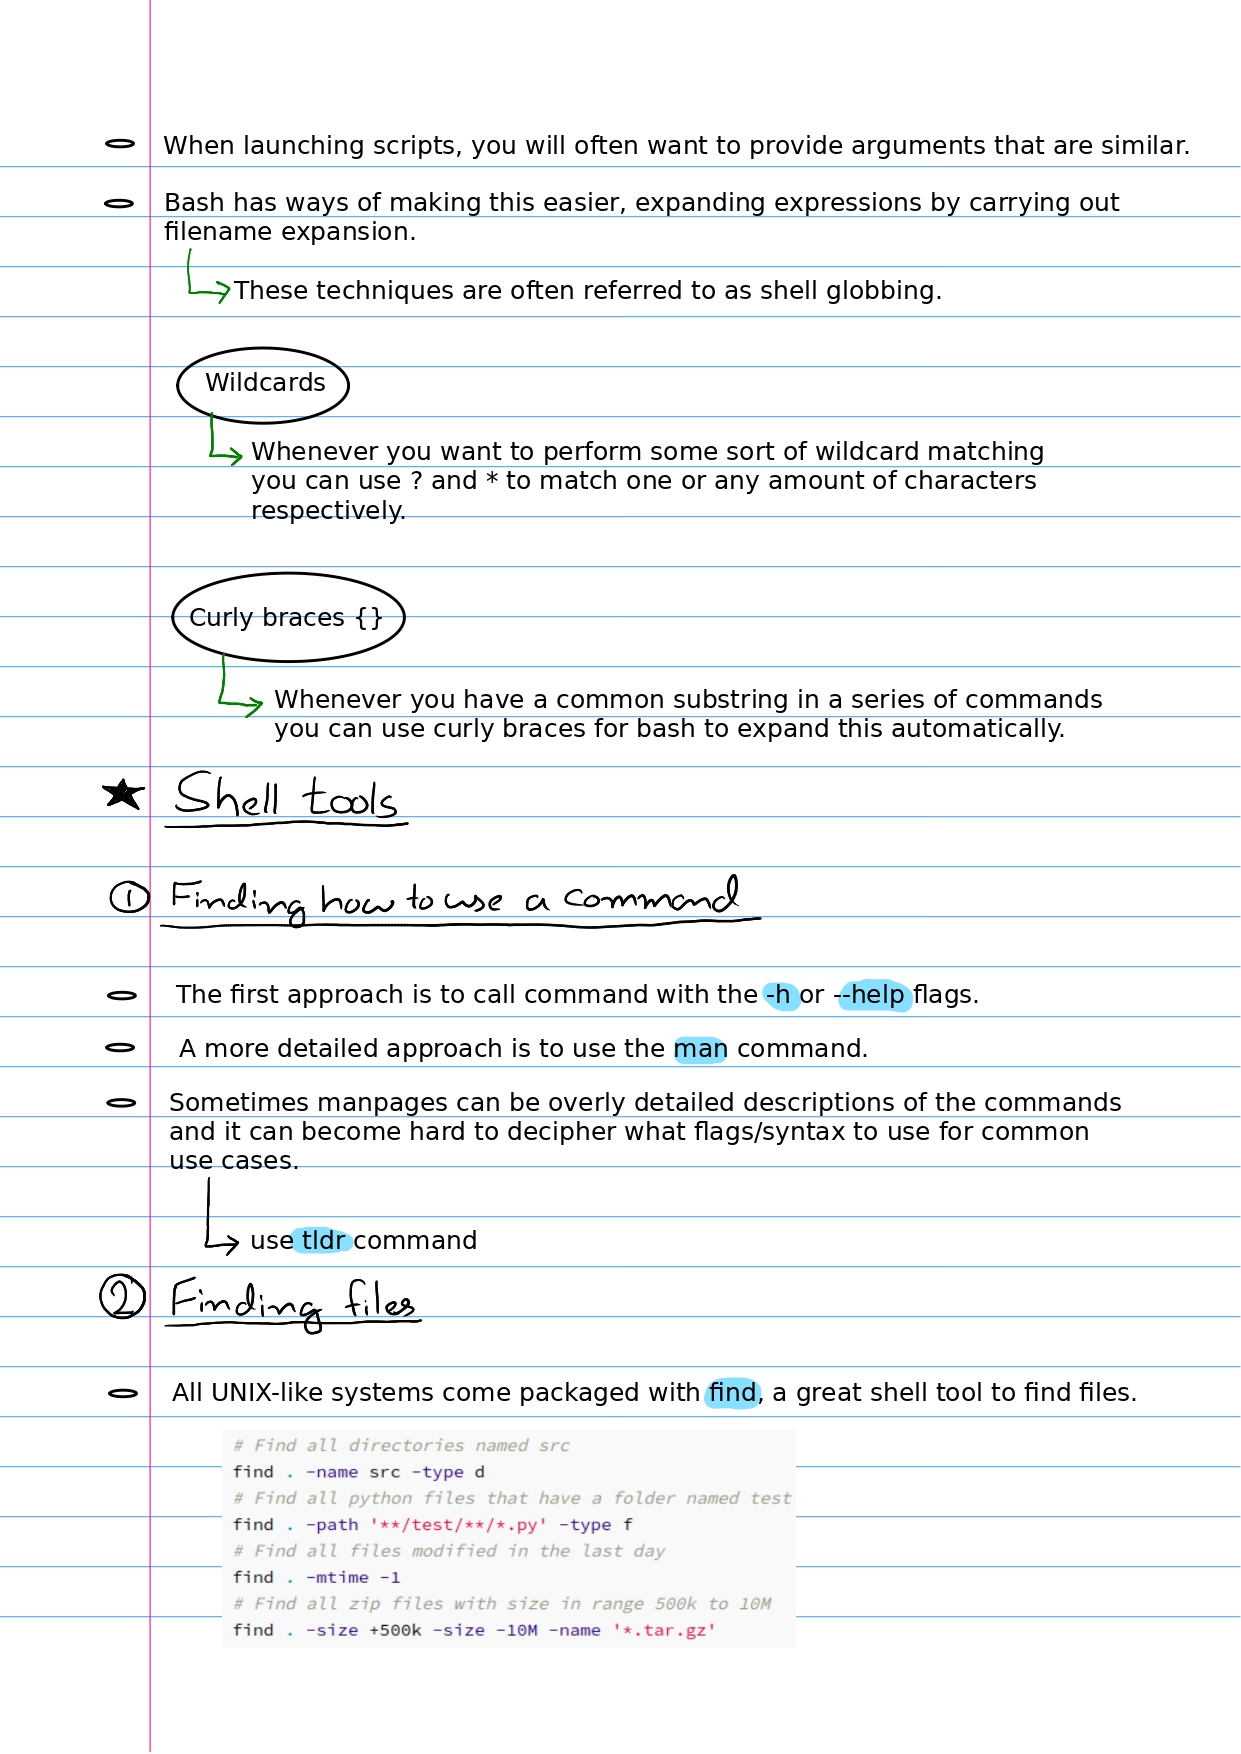 When launching scripts, you will often want to provide arguments that are similar.
Bash has ways of making this easier, expanding expressions by carrying out
filename expansion.
These techniques are often referred to as shell globbing.
Wildcards
Whenever you want to perform some sort of wildcard matching
you can use ? and * to match one or any amount of characters
respectively.
Curly braces {}
Whenever you have a common substring in a series of commands
you can use curly braces for bash to expand this automatically.
★ Shell tools
① Finding how to use a command
The first approach is to call command with the -h or --help flags.
A more detailed approach is to use the man command.
Sometimes manpages can be overly detailed descriptions of the commands
and it can become hard to decipher what flags/syntax to use for common
use cases.
use tldr command
② Finding files
All UNIX-like systems come packaged with find, a great shell tool to find files.
# Find all directories named src
find . -name src -type d
# Find all python files that have a folder named test
find . -path '**/test/**/*.py' -type f
# Find all files modified in the last day
find . -mtime -1
# Find all zip files with size in range 500k to 10M
find . -size +500k -size -10M -name '*.tar.gz'